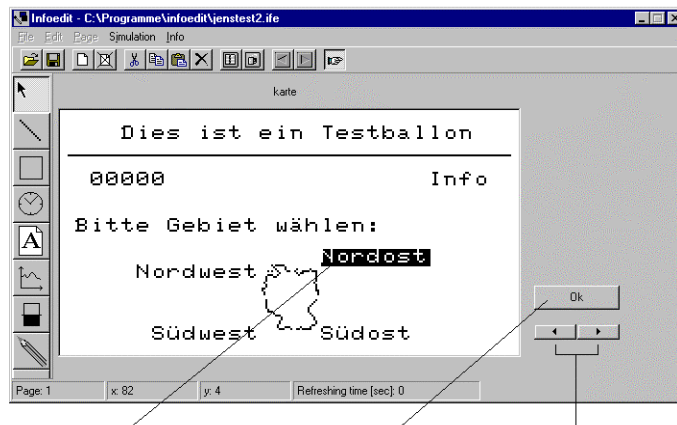 Infoedit - C:\Programme\infoedit\jenstest2.ife
File Edit Page Simulation Info
karte
Dies ist ein Testballon
00000 Info
Bitte Gebiet wählen:
Nordost
Nordwest
Südwest Südost
A
Ok
Page: 1 x: 82 y: 4 Refreshing time [sec]: 0